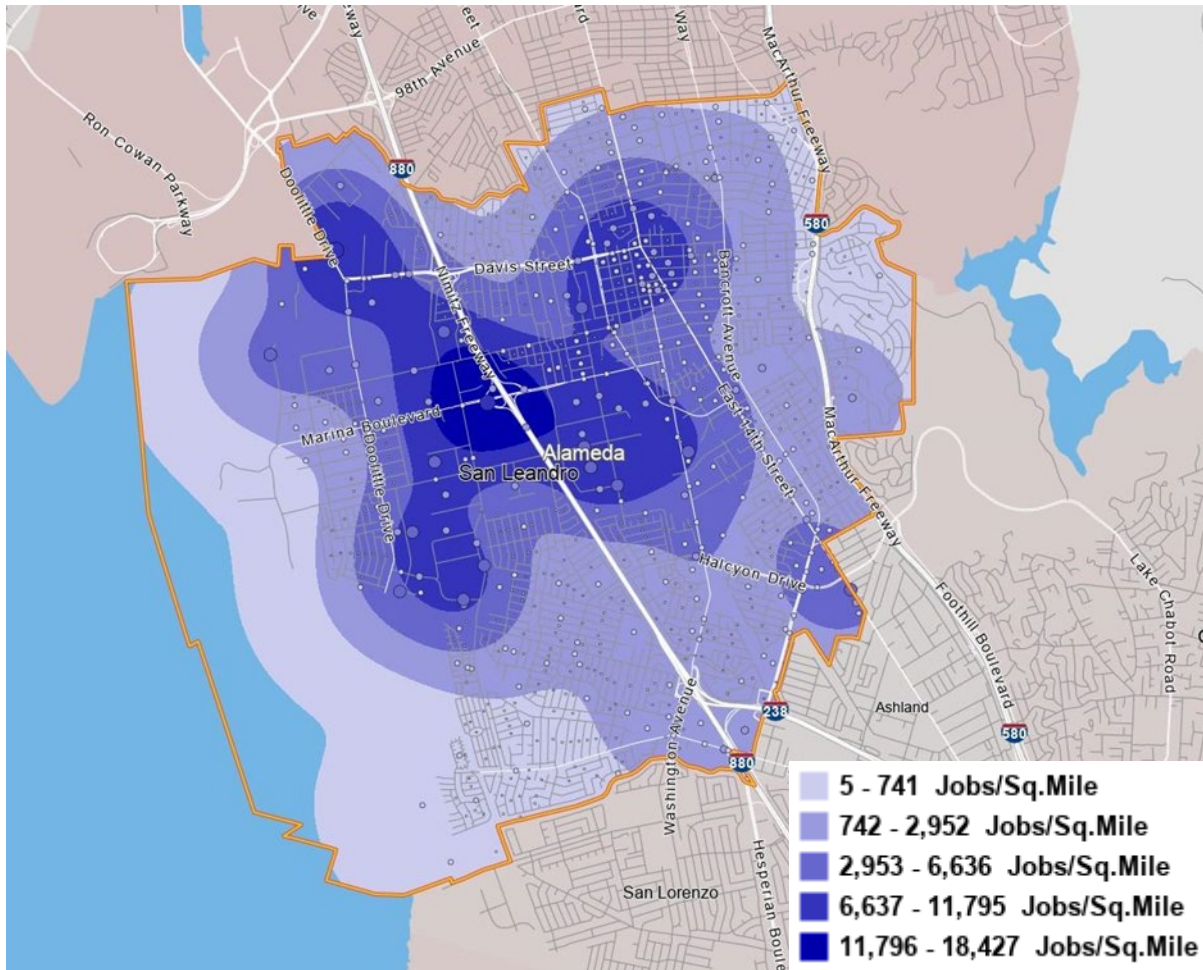 98th Avenue
Way
MacArthur Freeway
Ron Cowan Parkway
880
Doolittle Drive
580
Davis Street
Nimitz Freeway
Bancroft Avenue
Marina Boulevard
Doolittle Drive
Alameda
San Leandro
East 14th Street
MacArthur Freeway
Halcyon Drive
Foothill Boulevard
Lake Chabot Road
Washington Avenue
238
Ashland
580
880
Hesperian Boule
San Lorenzo
5 - 741 Jobs/Sq.Mile
742 - 2,952 Jobs/Sq.Mile
2,953 - 6,636 Jobs/Sq.Mile
6,637 - 11,795 Jobs/Sq.Mile
11,796 - 18,427 Jobs/Sq.Mile